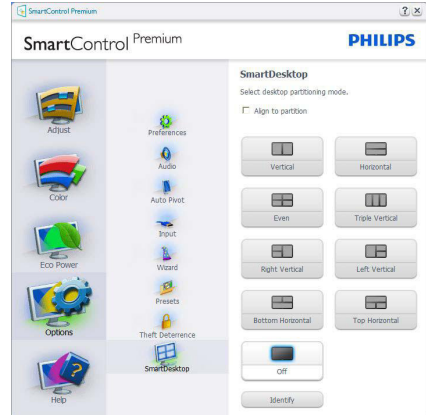 SmartControl Premium
? ×
SmartControl Premium
PHILIPS
Adjust
Color
Eco Power
Options
Help
Preferences
Audio
Auto Pivot
Input
Wizard
Presets
Theft Deterrence
SmartDesktop
SmartDesktop
Select desktop partitioning mode.
Align to partition
Vertical
Horizontal
Even
Triple Vertical
Right Vertical
Left Vertical
Bottom Horizontal
Top Horizontal
Off
Identify